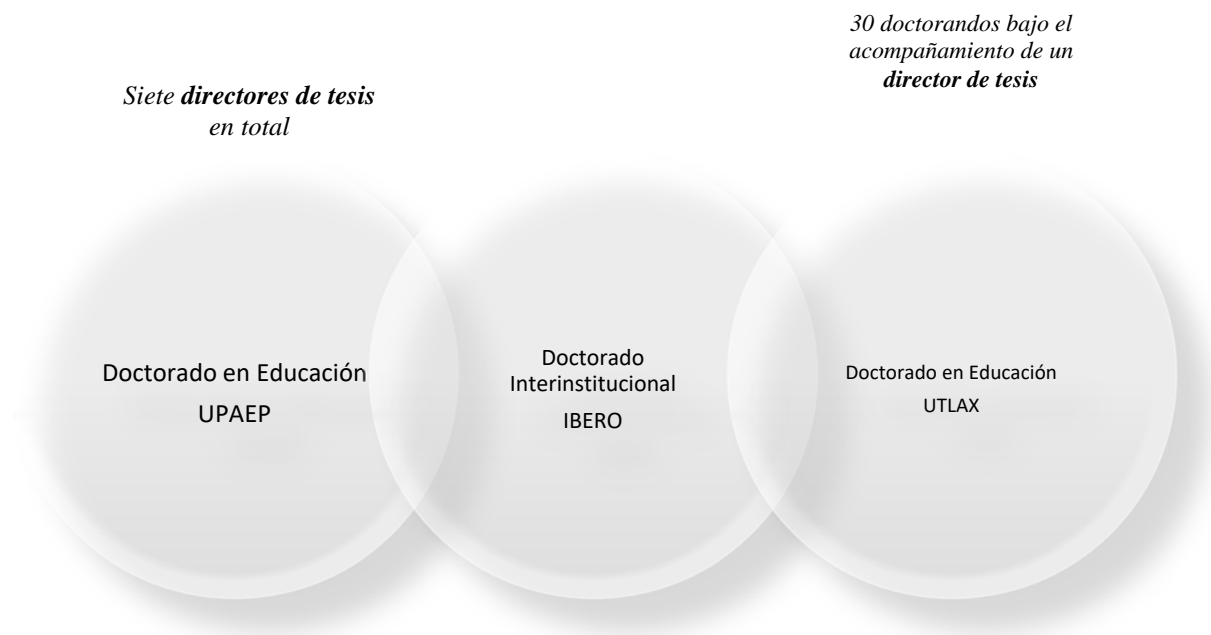 30 doctorandos bajo el
acompañamiento de un
director de tesis
Siete directores de tesis
en total
Doctorado en Educación
UPAEP
Doctorado
Interinstitucional
IBERO
Doctorado en Educación
UTLAX